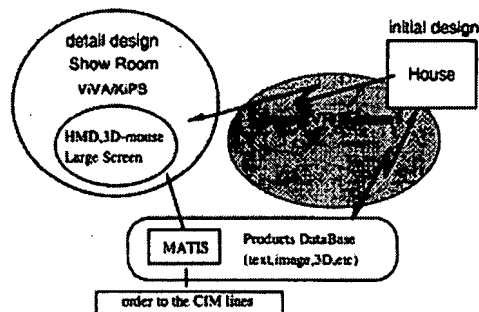 detail design
Show Room
ViVA/KiPS
HMD,3D-mouse
Large Screen
initial design
House
MATIS
Products DataBase
(text,image,3D,etc)
order to the CIM lines